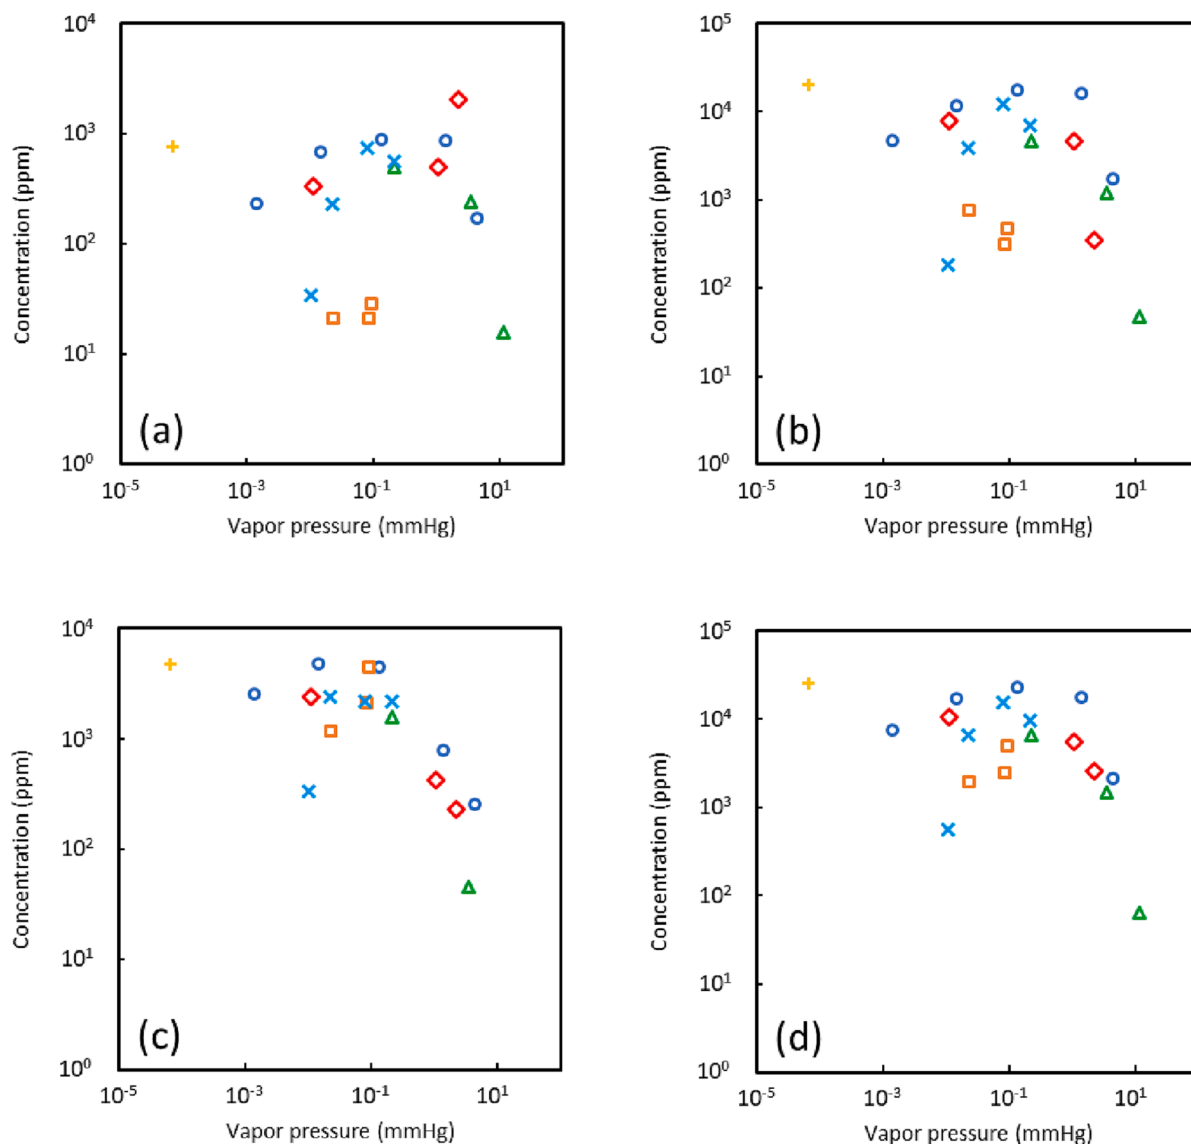 10⁴
10³
10²
10¹
10⁰
Concentration (ppm)
(a)
10⁻⁵ 10⁻³ 10⁻¹ 10¹
Vapor pressure (mmHg)
10⁵
10⁴
10³
10²
10¹
10⁰
Concentration (ppm)
(b)
10⁻⁵ 10⁻³ 10⁻¹ 10¹
Vapor pressure (mmHg)
10⁴
10³
10²
10¹
10⁰
Concentration (ppm)
(c)
10⁻⁵ 10⁻³ 10⁻¹ 10¹
Vapor pressure (mmHg)
10⁵
10⁴
10³
10²
10¹
10⁰
Concentration (ppm)
(d)
10⁻⁵ 10⁻³ 10⁻¹ 10¹
Vapor pressure (mmHg)